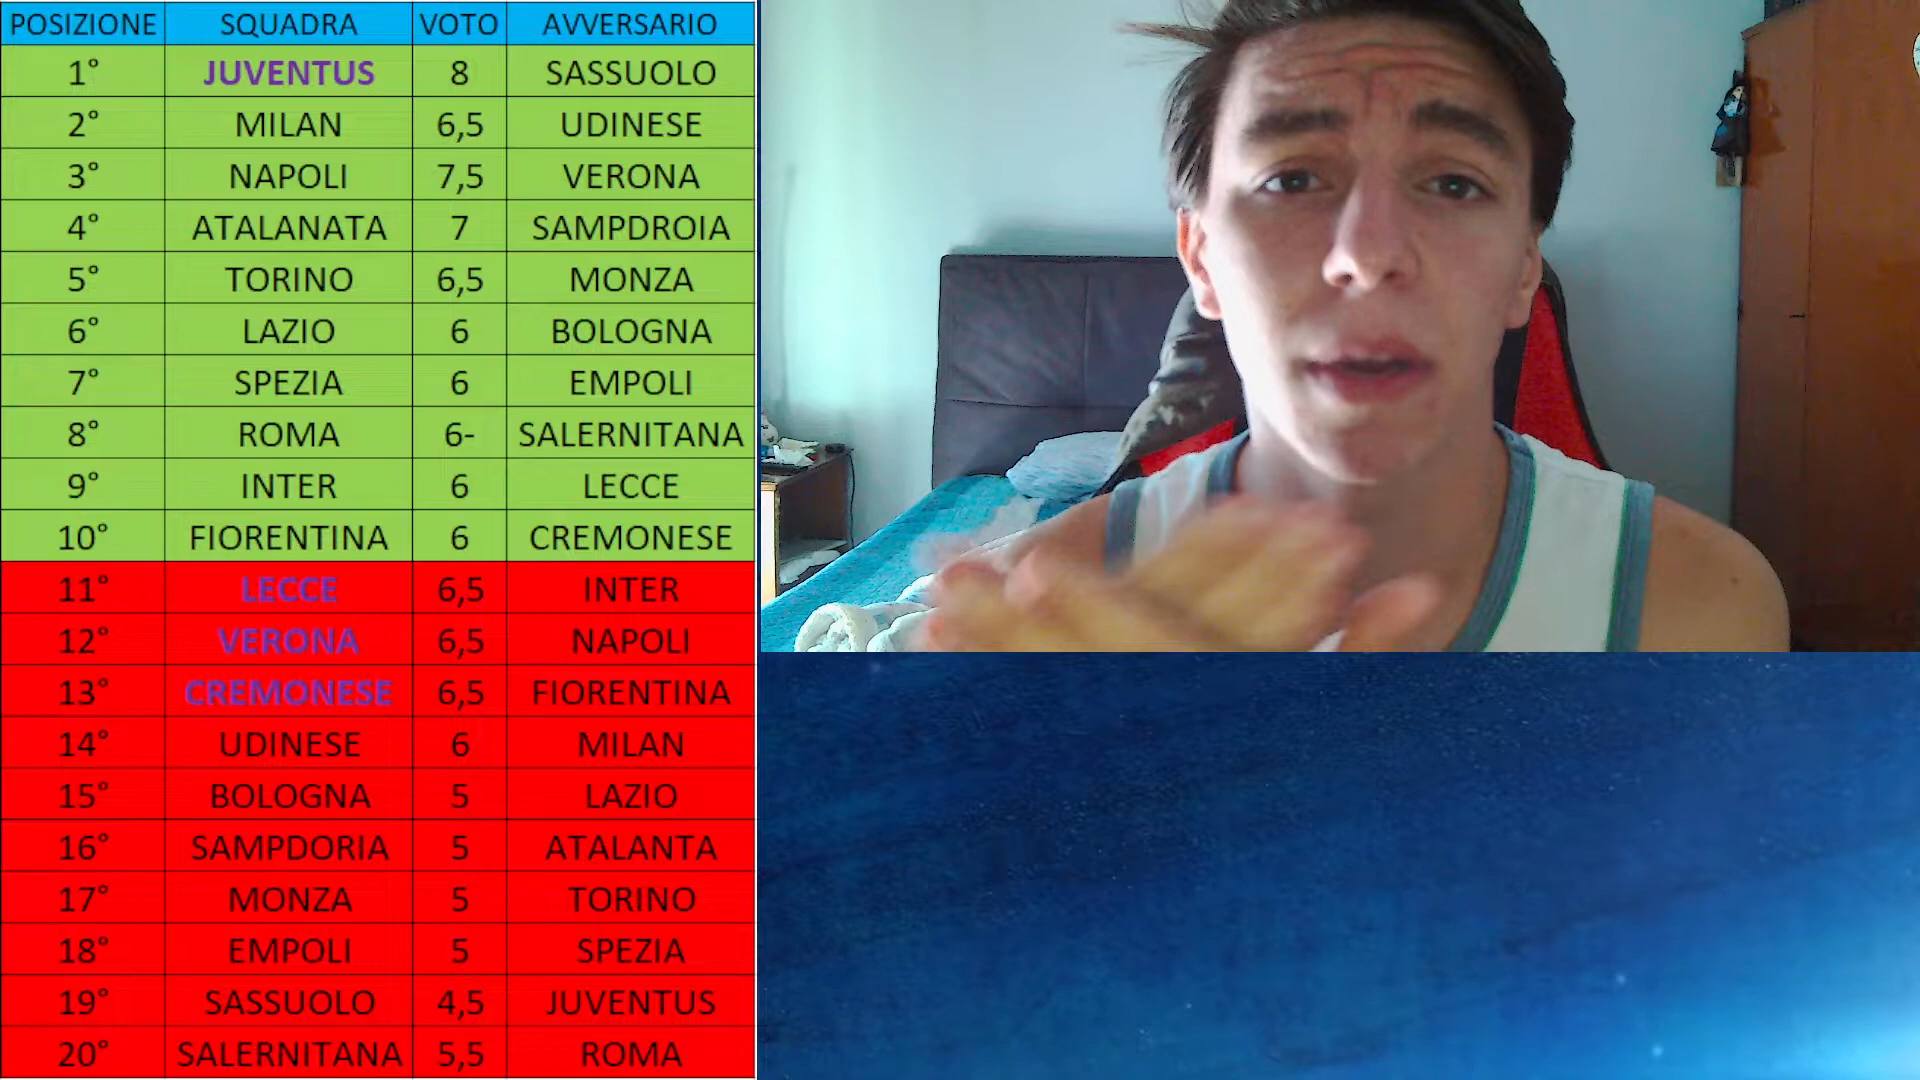 POSIZIONE SQUADRA VOTO AVVERSARIO
1° JUVENTUS 8 SASSUOLO
2° MILAN 6,5 UDINESE
3° NAPOLI 7,5 VERONA
4° ATALANATA 7 SAMPDROIA
5° TORINO 6,5 MONZA
6° LAZIO 6 BOLOGNA
7° SPEZIA 6 EMPOLI
8° ROMA 6- SALERNITANA
9° INTER 6 LECCE
10° FIORENTINA 6 CREMONESE
11° LECCE 6,5 INTER
12° VERONA 6,5 NAPOLI
13° CREMONESE 6,5 FIORENTINA
14° UDINESE 6 MILAN
15° BOLOGNA 5 LAZIO
16° SAMPDORIA 5 ATALANTA
17° MONZA 5 TORINO
18° EMPOLI 5 SPEZIA
19° SASSUOLO 4,5 JUVENTUS
20° SALERNITANA 5,5 ROMA